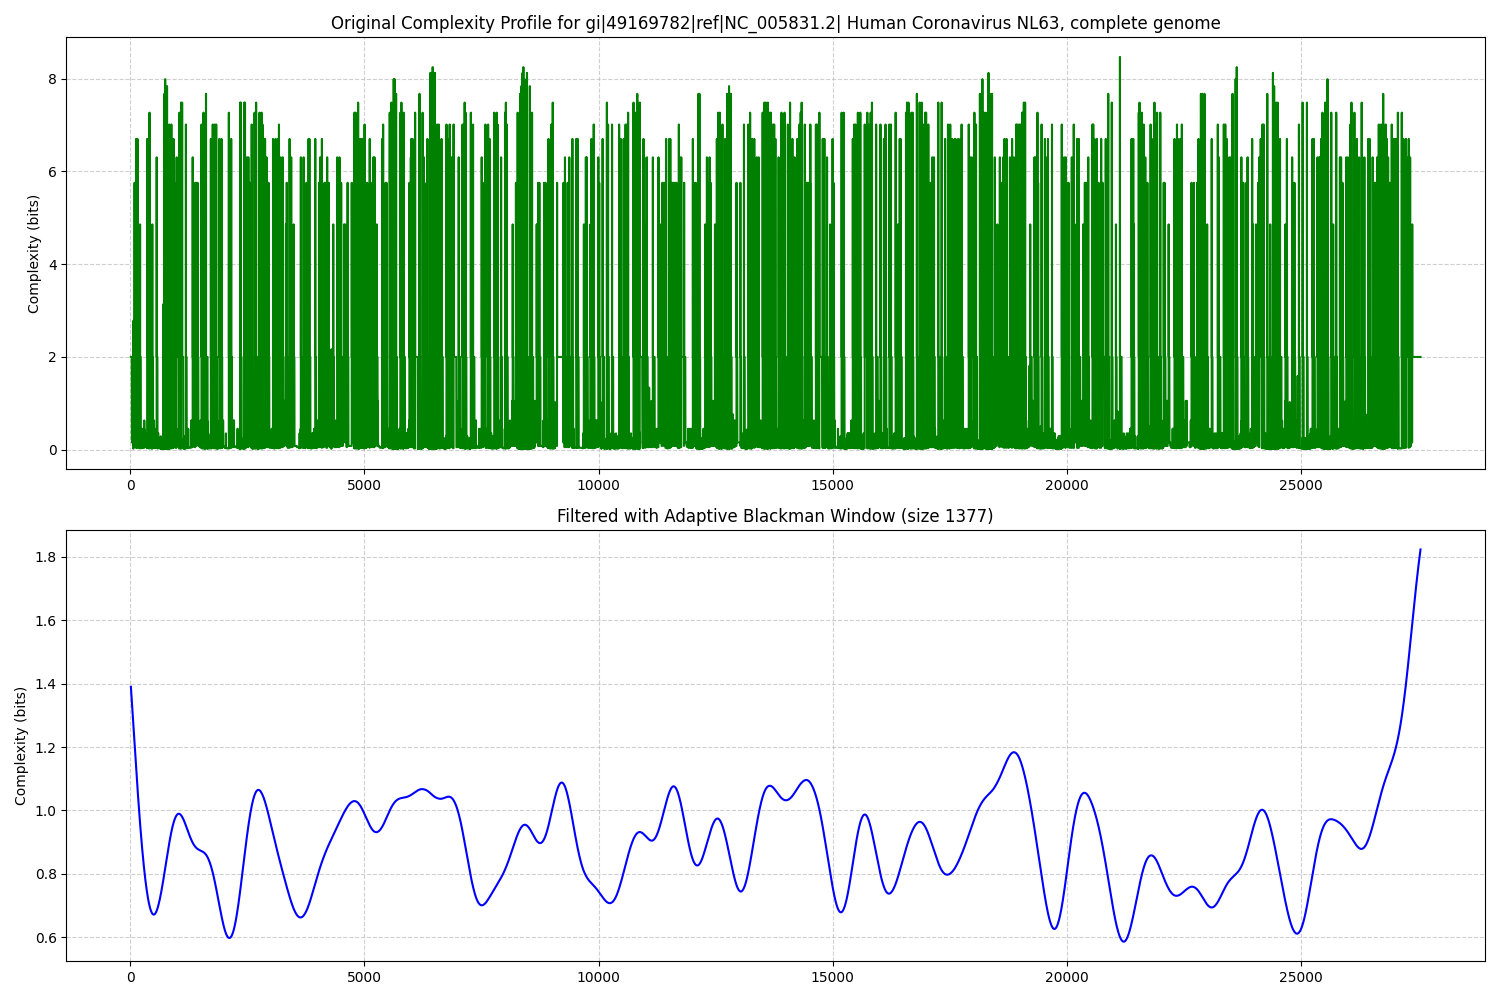 Original Complexity Profile for gi|49169782|ref|NC_005831.2| Human Coronavirus NL63, complete genome
Complexity (bits)
8
6
4
2
0
0 5000 10000 15000 20000 25000
Filtered with Adaptive Blackman Window (size 1377)
Complexity (bits)
1.8
1.6
1.4
1.2
1.0
0.8
0.6
0 5000 10000 15000 20000 25000